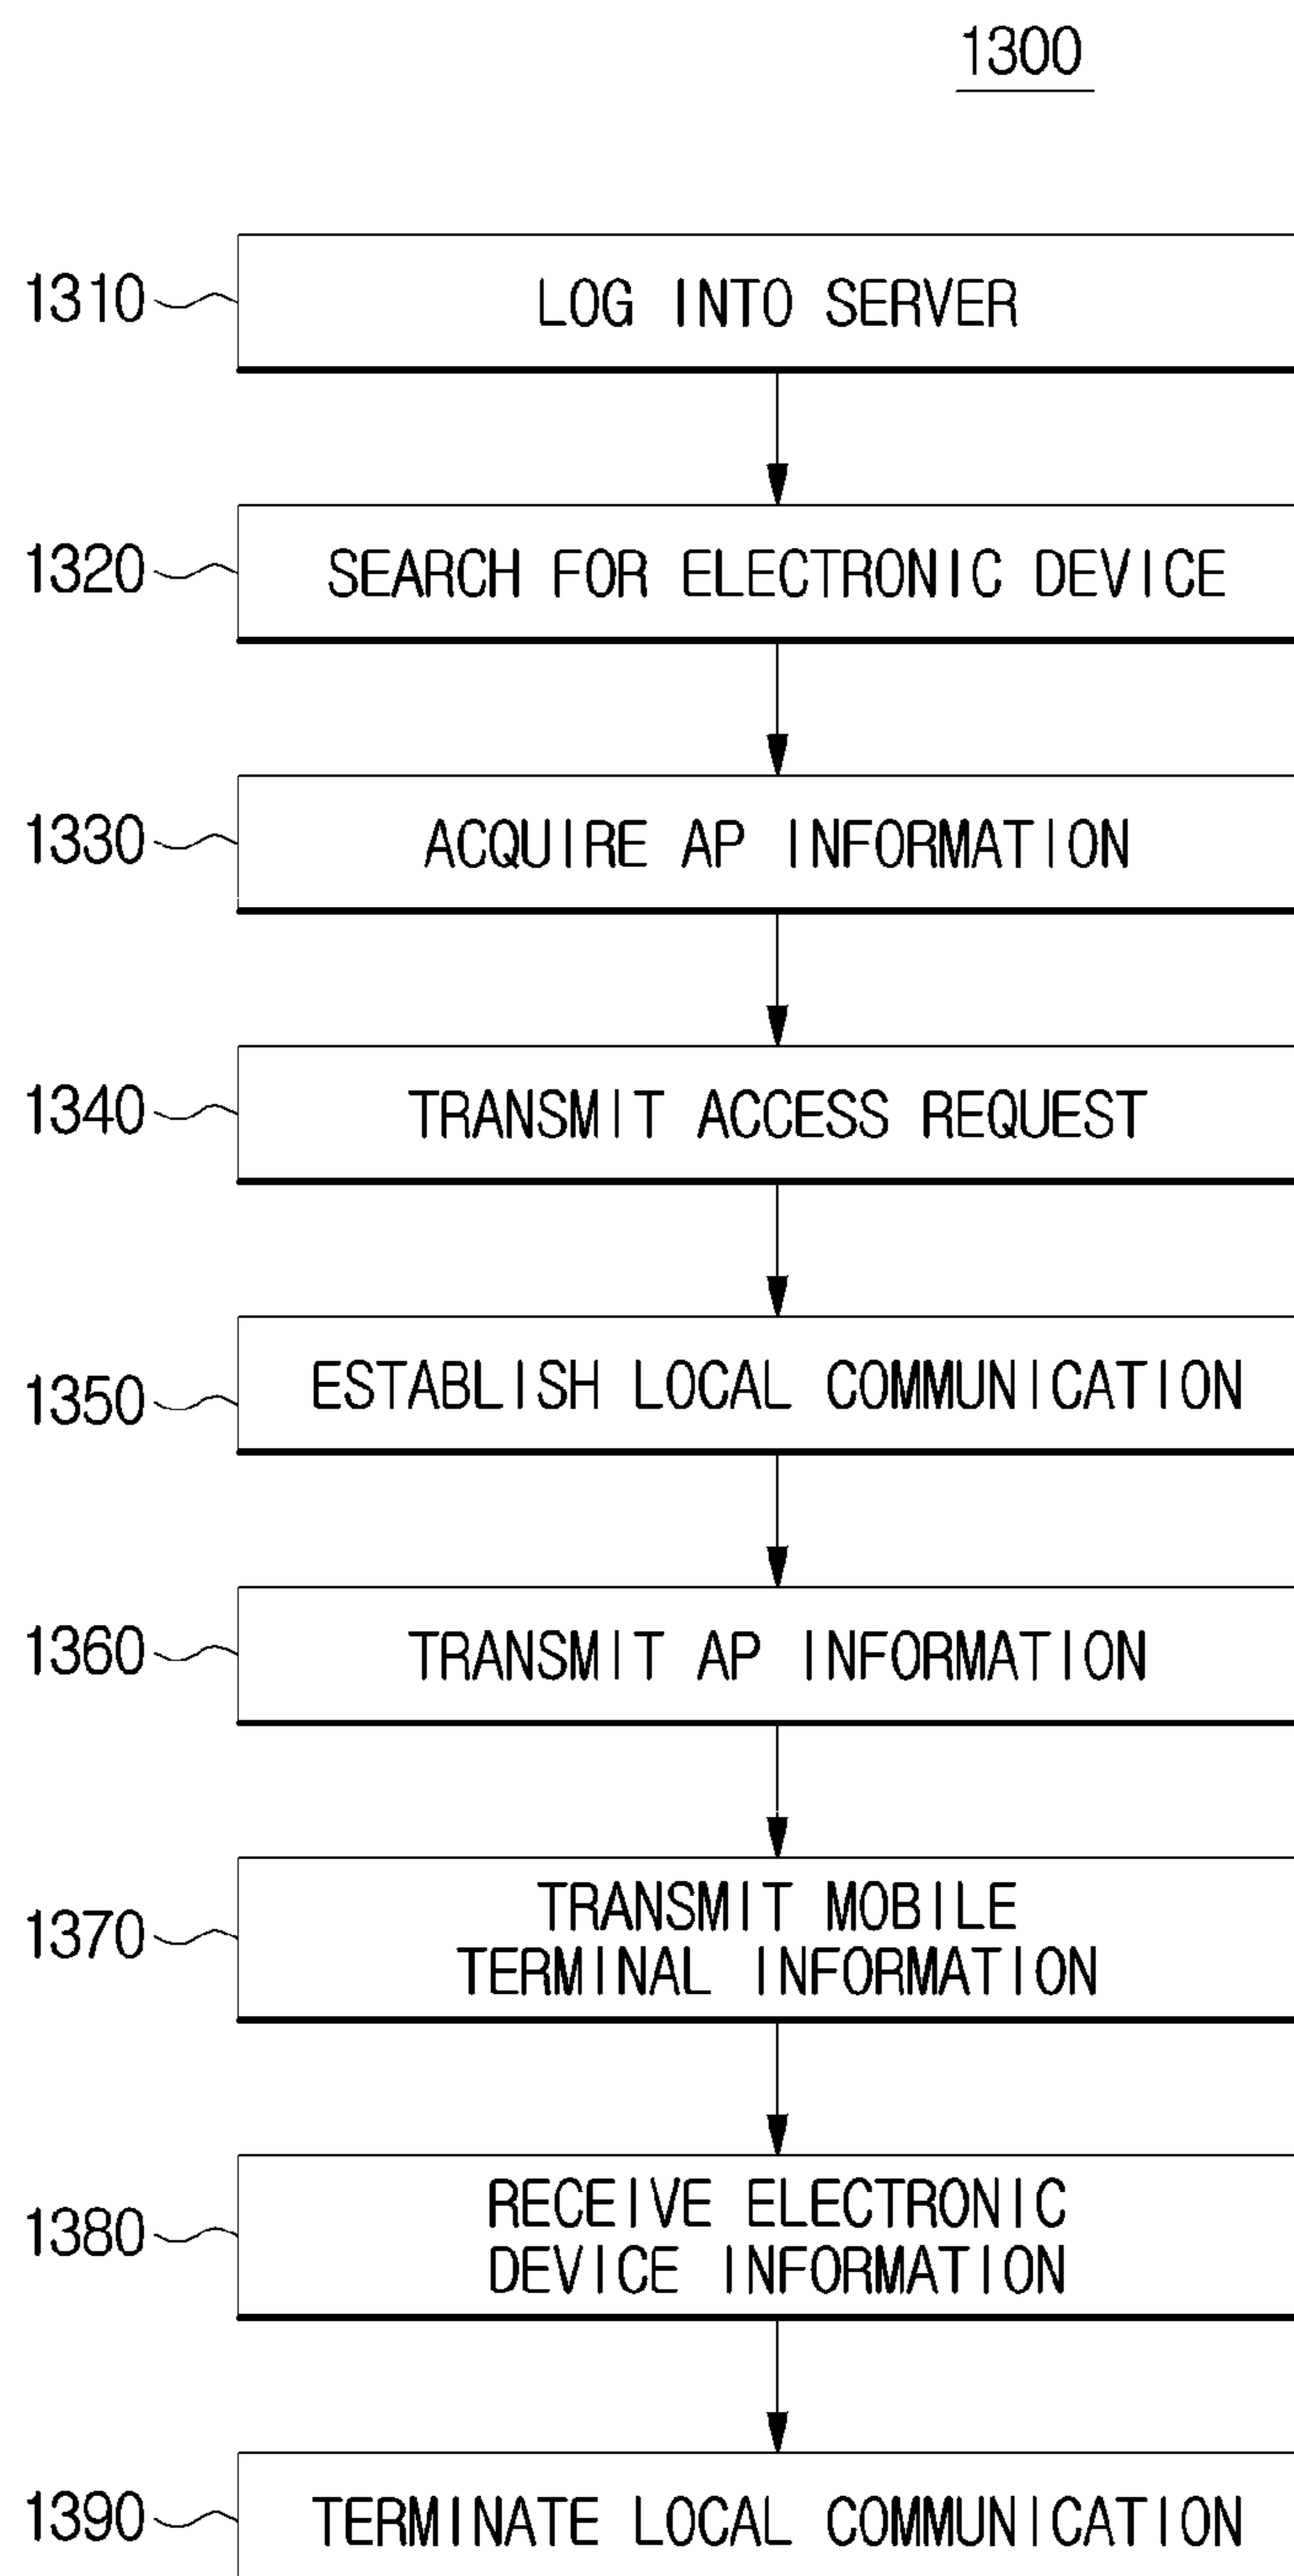 1300
1310
LOG INTO SERVER
1320
SEARCH FOR ELECTRONIC DEVICE
1330
ACQUIRE AP INFORMATION
1340
TRANSMIT ACCESS REQUEST
1350
ESTABLISH LOCAL COMMUNICATION
1360
TRANSMIT AP INFORMATION
1370
TRANSMIT MOBILE
TERMINAL INFORMATION
1380
RECEIVE ELECTRONIC
DEVICE INFORMATION
1390
TERMINATE LOCAL COMMUNICATION